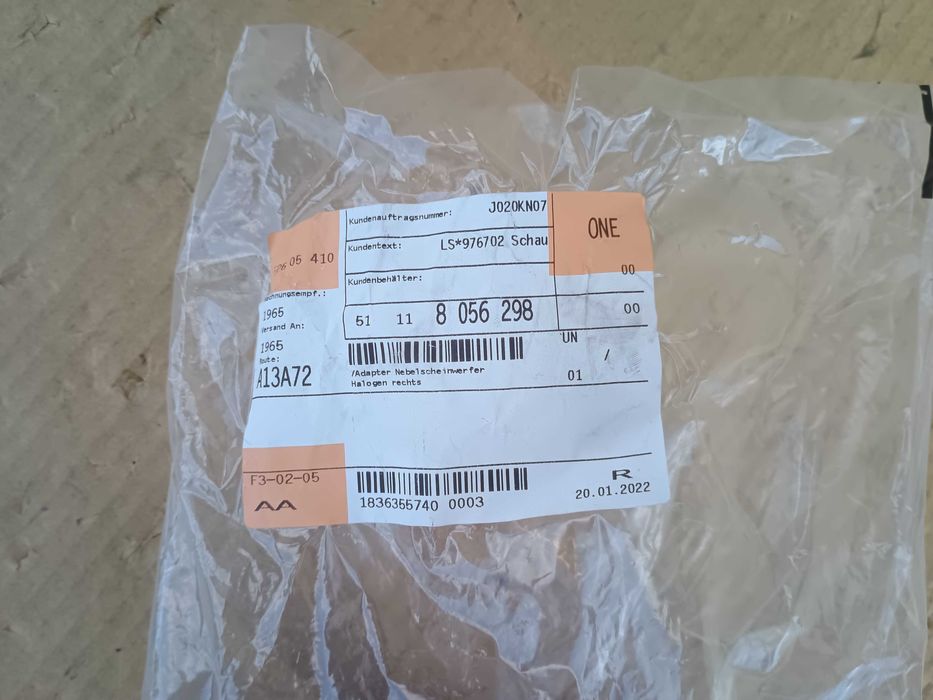 Kundenauftragsnummer: J020KN07
Kundentext: LS*976702 Schau
Kundenbehälter:
ONE
00
05 410
1965
Versand An:
1965
Route:
A13A72
51 11 8 056 298
00
UN
/
01
/Adapter Nebelscheinwerfer
Halogen rechts
F3-02-05
AA
1836355740 0003
R
20.01.2022